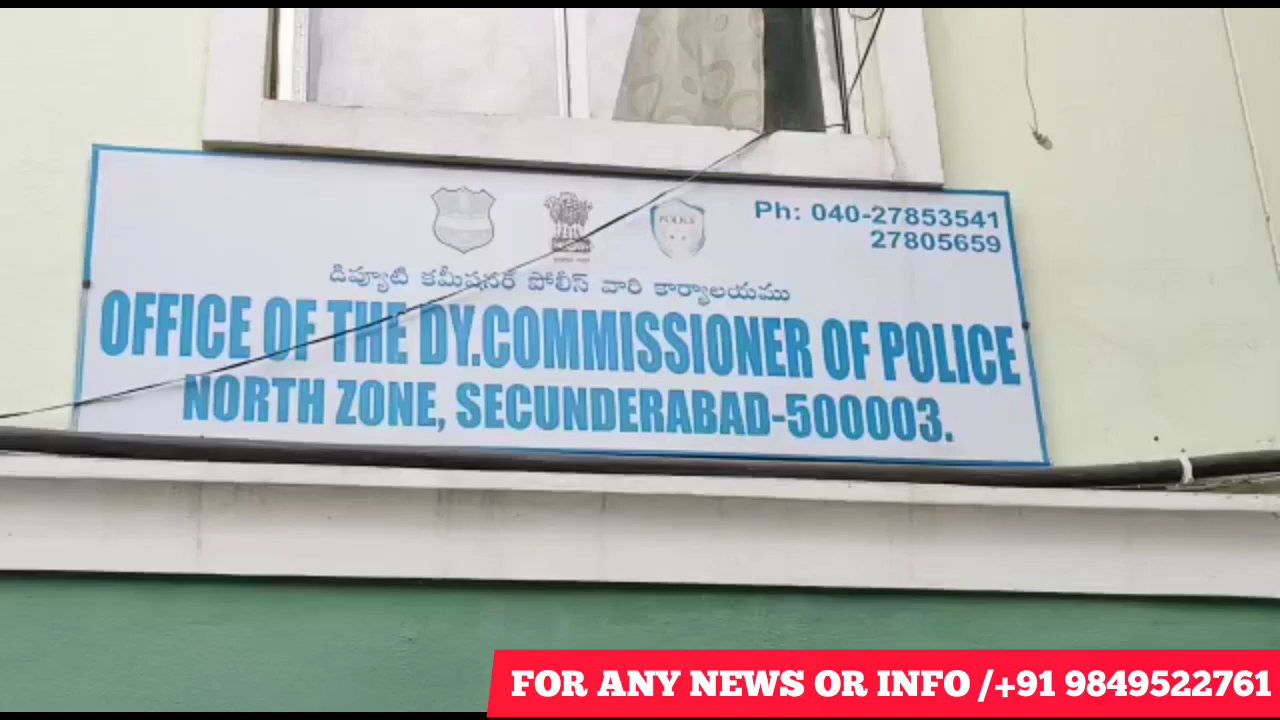 Ph: 040-27853541
27805659
POLICE
డిప్యూటి కమీషనర్ పోలీస్ వారి కార్యాలయము
OFFICE OF THE DY.COMMISSIONER OF POLICE
NORTH ZONE, SECUNDERABAD-500003.
FOR ANY NEWS OR INFO /+91 9849522761